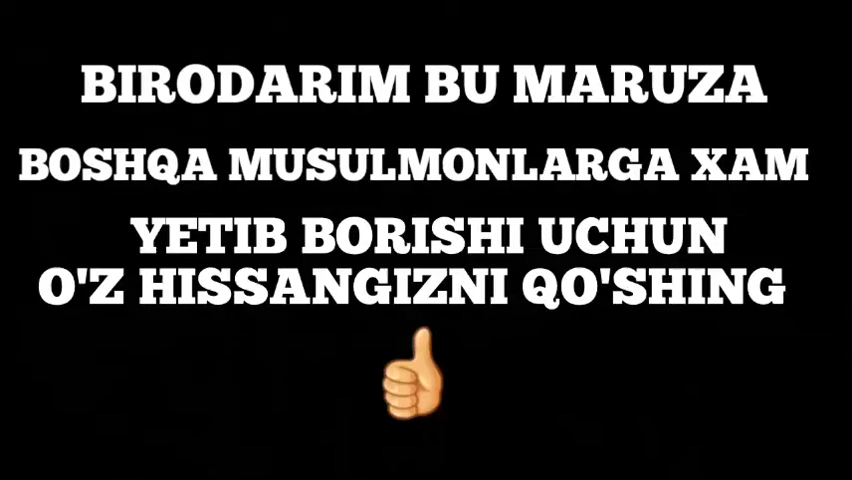 BIRODARIM BU MARUZA
BOSHQA MUSULMONLARGA XAM
YETIB BORISHI UCHUN
O'Z HISSANGIZNI QO'SHING